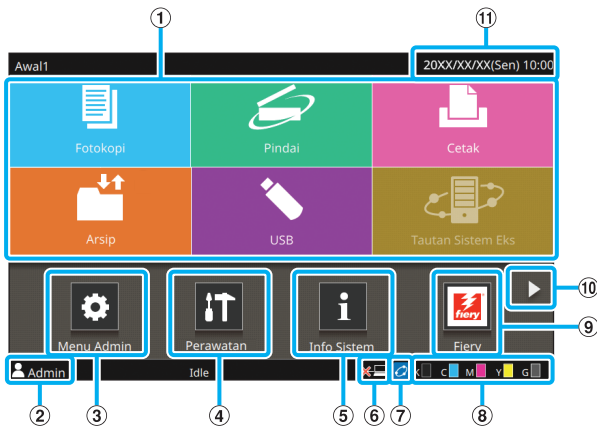 1
11
Awal1
20XX/XX/XX(Sen) 10:00
Fotokopi
Pindai
Cetak
Arsip
USB
Tautan Sistem Eks
10
fiery
9
Menu Admin
Perawatan
Info Sistem
Fiery
Admin
Idle
K C M Y G
2
3
4
5
6
7
8